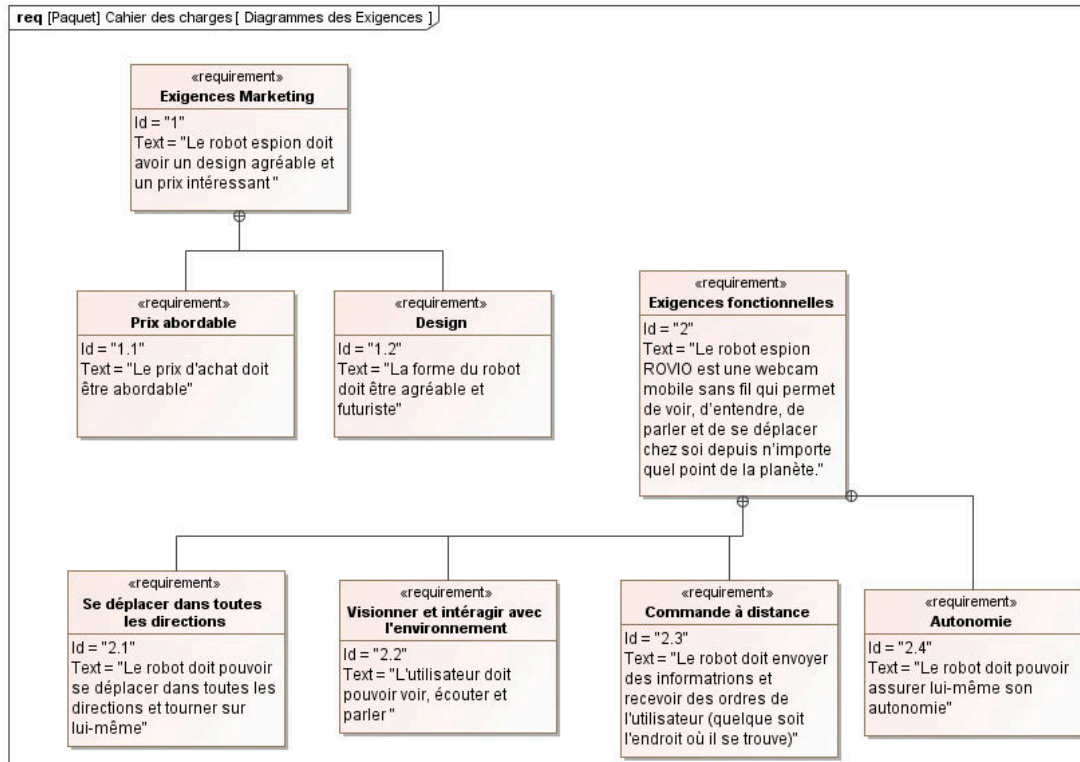 req [Paquet] Cahier des charges [ Diagrammes des Exigences ]
«requirement»
Exigences Marketing
Id = "1"
Text = "Le robot espion doit
avoir un design agréable et
un prix intéressant "
«requirement»
Prix abordable
Id = "1.1"
Text = "Le prix d'achat doit
être abordable"
«requirement»
Design
Id = "1.2"
Text = "La forme du robot
doit être agréable et
futuriste"
«requirement»
Exigences fonctionnelles
Id = "2"
Text = "Le robot espion
ROVIO est une webcam
mobile sans fil qui permet
de voir, d’entendre, de
parler et de se déplacer
chez soi depuis n’importe
quel point de la planète."
«requirement»
Se déplacer dans toutes
les directions
Id = "2.1"
Text = "Le robot doit pouvoir
se déplacer dans toutes les
directions et tourner sur
lui-même"
«requirement»
Visionner et intéragir avec
l'environnement
Id = "2.2"
Text = "L'utilisateur doit
pouvoir voir, écouter et
parler "
«requirement»
Commande à distance
Id = "2.3"
Text = "Le robot doit envoyer
des informatrions et
recevoir des ordres de
l'utilisateur (quelque soit
l'endroit où il se trouve)"
«requirement»
Autonomie
Id = "2.4"
Text = "Le robot doit pouvoir
assurer lui-même son
autonomie"